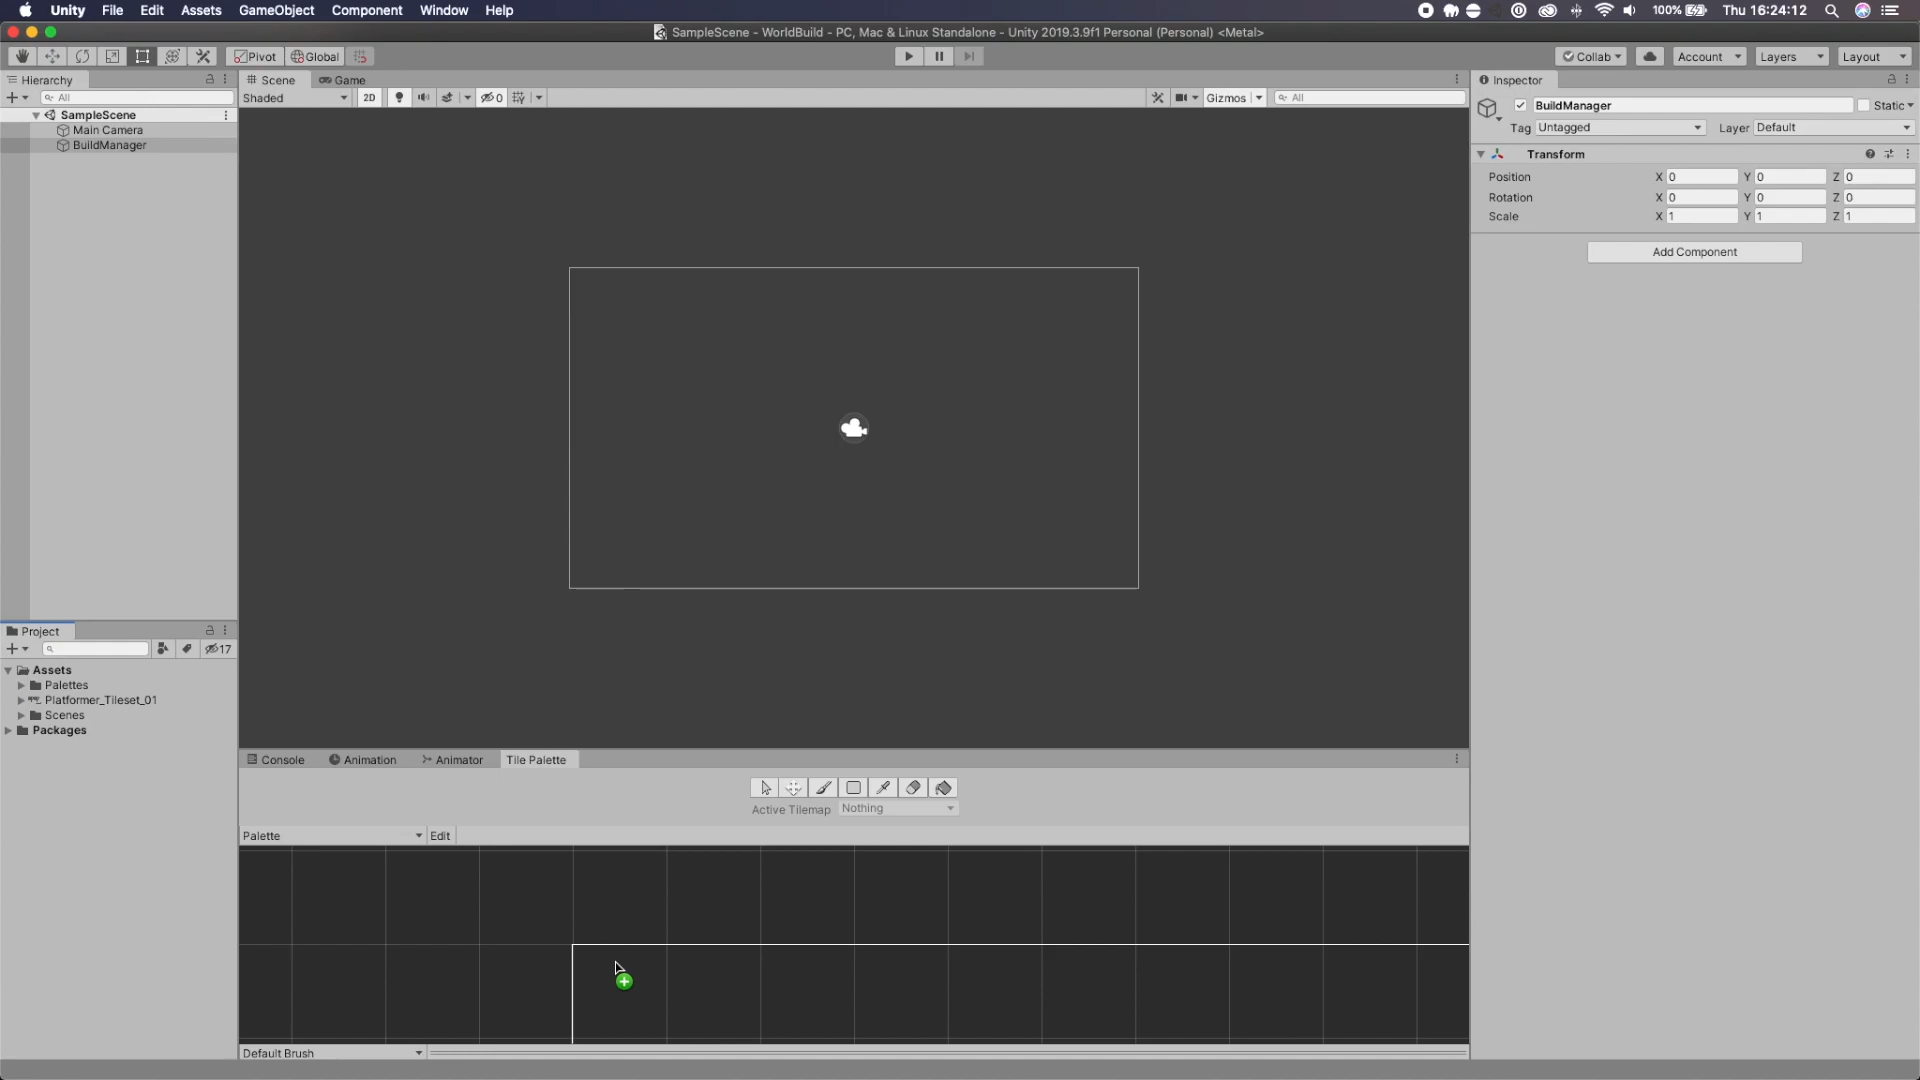 Unity File Edit Assets GameObject Component Window Help 100% Thu 16:24:12
SampleScene - WorldBuild - PC, Mac & Linux Standalone - Unity 2019.3.9f1 Personal (Personal) <Metal>
Pivot Global Collab Account Layers Layout
Hierarchy
All
SampleScene
Main Camera
BuildManager
Scene Game
Shaded 2D 0 Gizmos All
Inspector
BuildManager Static
Tag Untagged Layer Default
Transform
Position X 0 Y 0 Z 0
Rotation X 0 Y 0 Z 0
Scale X 1 Y 1 Z 1
Add Component
Project
17
Assets
Palettes
Platformer_Tileset_01
Scenes
Packages
Console Animation Animator Tile Palette
Active Tilemap Nothing
Palette Edit
Default Brush